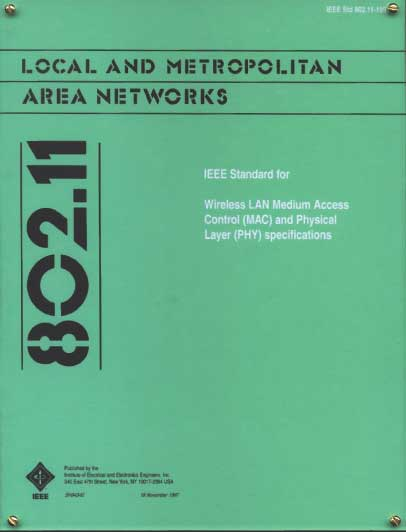 IEEE Std 802.11-1997
LOCAL AND METROPOLITAN
AREA NETWORKS
802.11
IEEE Standard for
Wireless LAN Medium Access
Control (MAC) and Physical
Layer (PHY) specifications
Published by the
Institute of Electrical and Electronics Engineers, Inc.
345 East 47th Street, New York, NY 10017-2394 USA
18 November 1997
IEEE